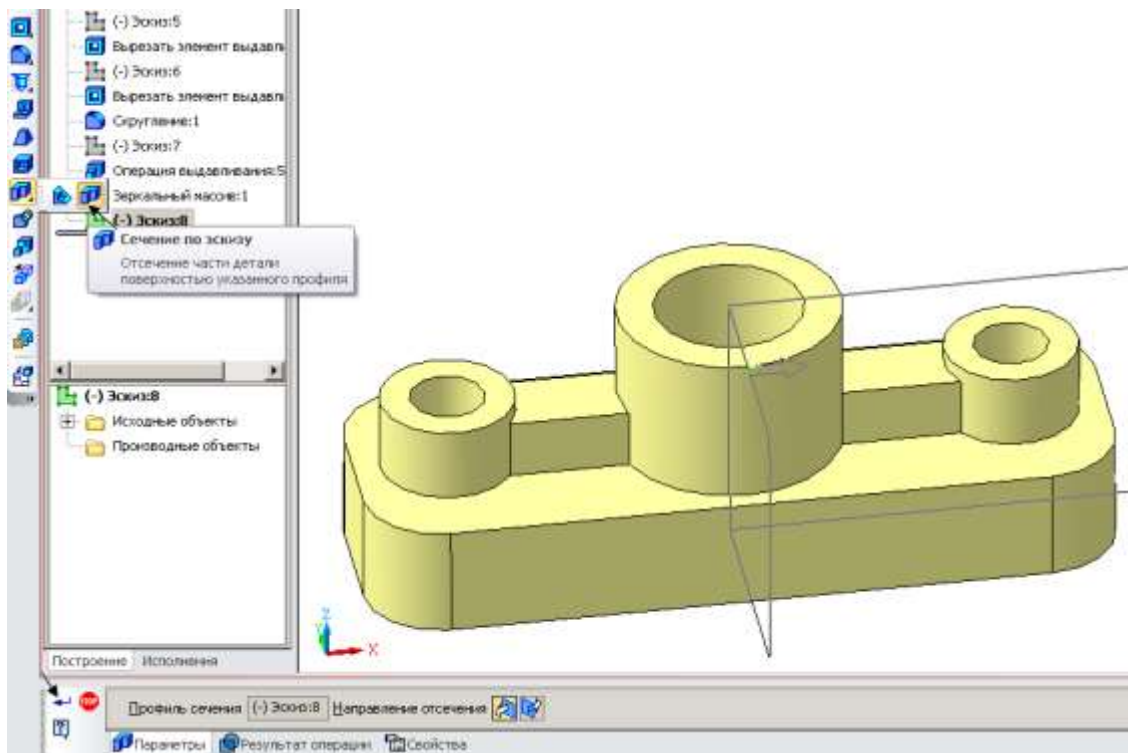 (-) Эскиз:5
Вырезать элемент выдавл
(-) Эскиз:6
Вырезать элемент выдавл
Скругление:1
(-) Эскиз:7
Операция выдавливания:5
Зеркальный массив:1
(-) Эскиз:8
Сечение по эскизу
Отсечение части детали
поверхностью указанного профиля
(-) Эскиз:8
Исходные объекты
Производные объекты
Z
Y
X
Построение Исполнения
STOP Профиль сечения (-) Эскиз:8 Направление отсечения
Параметры Результат операции Свойства